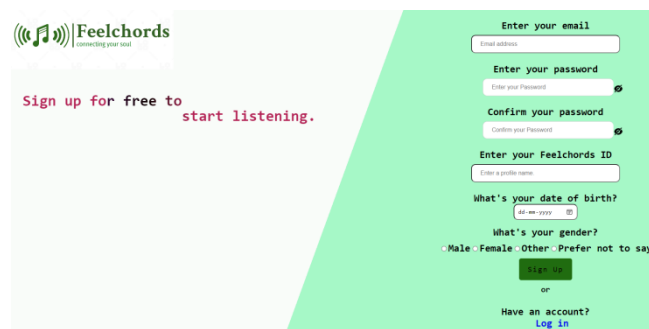 Feelchords
connecting your soul
Sign up for free to
start listening.
Enter your email
Email address
Enter your password
Enter your Password
Confirm your password
Confirm your Password
Enter your Feelchords ID
Enter a profile name
What's your date of birth?
dd-mm-yyyy
What's your gender?
Male Female Other Prefer not to say
Sign Up
or
Have an account?
Log in